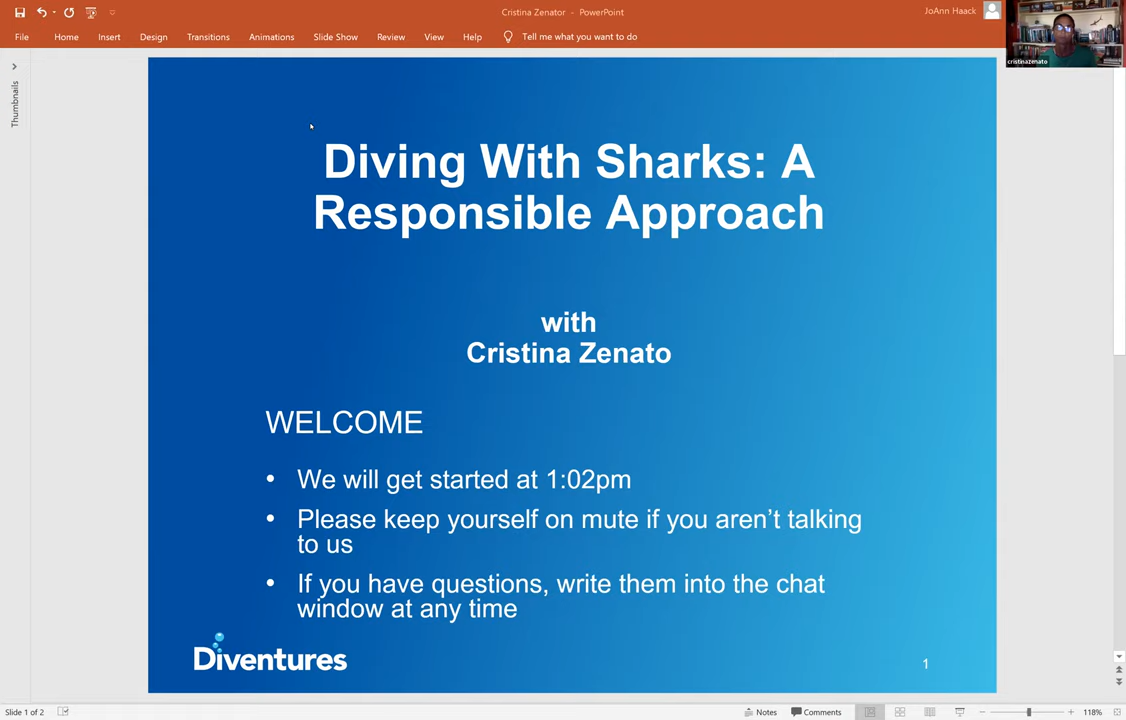 Cristina Zenator - PowerPoint
JoAnn Haack
File Home Insert Design Transitions Animations Slide Show Review View Help Tell me what you want to do
cristinazenato
Thumbnails
Diving With Sharks: A
Responsible Approach
with
Cristina Zenato
WELCOME
• We will get started at 1:02pm
• Please keep yourself on mute if you aren’t talking
to us
• If you have questions, write them into the chat
window at any time
Diventures
1
Slide 1 of 2 Notes Comments 118%